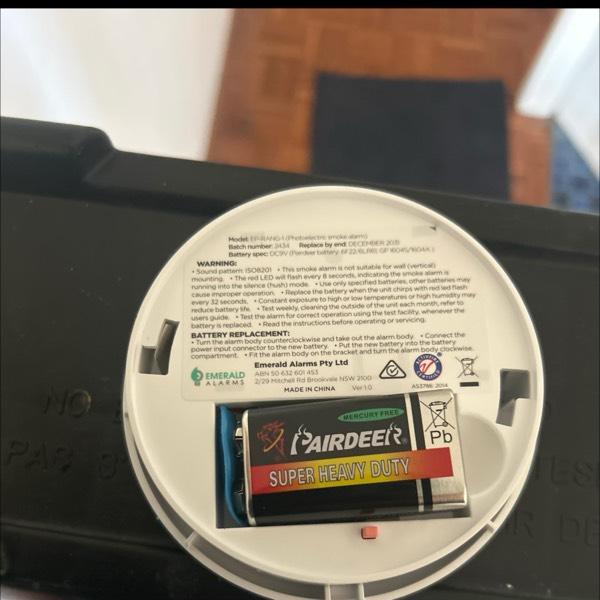 Model: EP-RANG-1 (Photoelectric smoke alarm)
Batch number: 2434 Replace by end: DECEMBER 2031
Battery spec: DC9V (Pairdeer battery: 6F22/6LR61; GP 1604S/1604A)
WARNING:
• Sound pattern: ISO8201 • This smoke alarm is not suitable for wall (vertical)
mounting. • The red LED will flash every 8 seconds, indicating the smoke alarm is
running into the silence (hush) mode. • Use only specified batteries, other batteries may
cause improper operation. • Replace the battery when the unit chirps with no red flash
every 32 seconds. • Constant exposure to high or low temperatures or high humidity may
reduce battery life. • Test weekly, cleaning the outside of the unit each month, refer to
users guide. • Test the alarm for correct operation using the test facility, whenever the
battery is replaced. • Read the instructions before operating or servicing.
BATTERY REPLACEMENT:
• Turn the alarm body counterclockwise and take out the alarm body. • Connect the
power input connector to the new battery. • Put the new battery into the battery
compartment. • Fit the alarm body on the bracket and turn the alarm body clockwise.
EMERALD
ALARMS
Emerald Alarms Pty Ltd
ABN 50 632 601 453
2/29 Mitchell Rd Brookvale NSW 2100
MADE IN CHINA Ver 1.0
AS3786: 2014
MERCURY FREE
PAIRDEER
SUPER HEAVY DUTY
Pb
NO